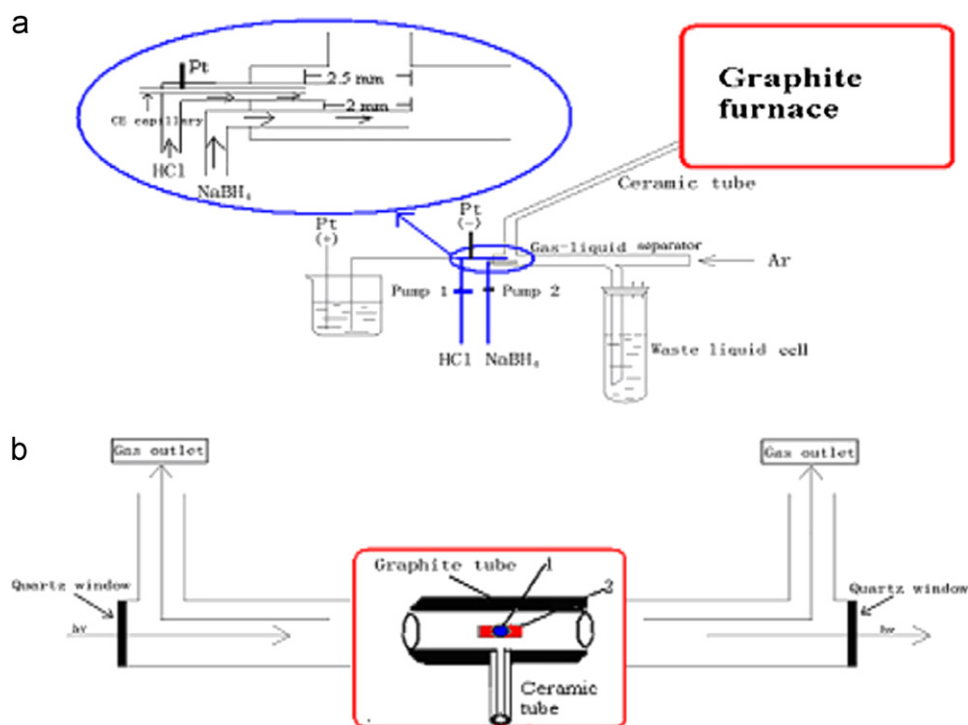 a
Pt
2.5 mm
2 mm
CE capillary
HCl
NaBH₄
Graphite
furnace
Ceramic tube
Pt
(+)
Pt
(-)
Gas-liquid separator
Ar
Pump 1
Pump 2
HCl NaBH₄
Waste liquid cell
b
Gas outlet
Gas outlet
Quartz window
Graphite tube
1
2
Quartz window
hv
hv
Ceramic
tube